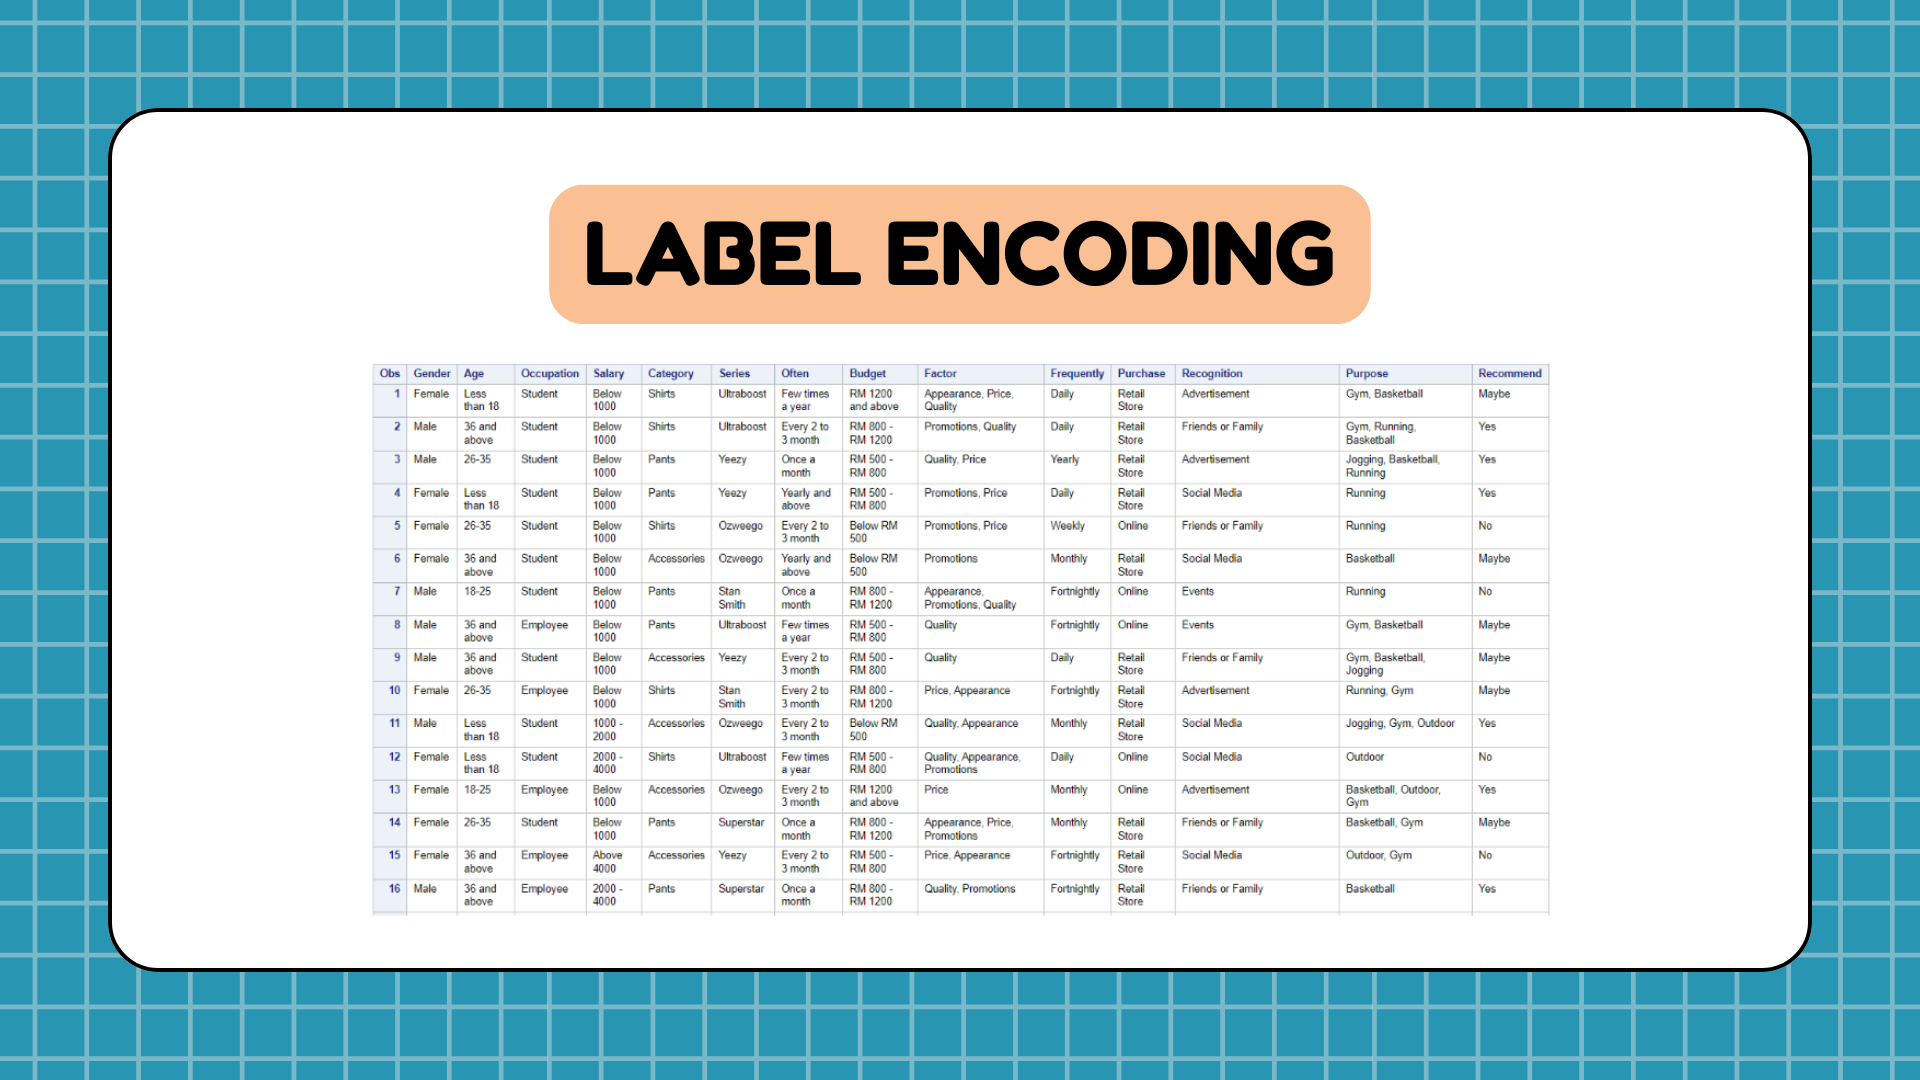 LABEL ENCODING
Obs Gender Age Occupation Salary Category Series Often Budget Factor Frequently Purchase Recognition Purpose Recommend
1 Female Less Student Below Shirts Ultraboost Few times RM 1200 Appearance, Price, Daily Retail Advertisement Gym, Basketball Maybe
than 18 1000 a year and above Quality Store
2 Male 36 and Student Below Shirts Ultraboost Every 2 to RM 800 - Promotions, Quality Daily Retail Friends or Family Gym, Running, Yes
above 1000 3 month RM 1200 Store Basketball
3 Male 26-35 Student Below Pants Yeezy Once a RM 500 - Quality, Price Yearly Retail Advertisement Jogging, Basketball, Yes
1000 month RM 800 Store Running
4 Female Less Student Below Pants Yeezy Yearly and RM 500 - Promotions, Price Daily Retail Social Media Running Yes
than 18 1000 above RM 800 Store
5 Female 26-35 Student Below Shirts Ozweego Every 2 to Below RM Promotions, Price Weekly Online Friends or Family Running No
1000 3 month 500
6 Female 36 and Student Below Accessories Ozweego Yearly and Below RM Promotions Monthly Retail Social Media Basketball Maybe
above 1000 above 500 Store
7 Male 18-25 Student Below Pants Stan Once a RM 800 - Appearance, Fortnightly Online Events Running No
1000 Smith month RM 1200 Promotions, Quality
8 Male 36 and Employee Below Pants Ultraboost Few times RM 500 - Quality Fortnightly Online Events Gym, Basketball Maybe
above 1000 a year RM 800
9 Male 36 and Student Below Accessories Yeezy Every 2 to RM 500 - Quality Daily Retail Friends or Family Gym, Basketball, Maybe
above 1000 3 month RM 800 Store Jogging
10 Female 26-35 Employee Below Shirts Stan Every 2 to RM 800 - Price, Appearance Fortnightly Retail Advertisement Running, Gym Maybe
1000 Smith 3 month RM 1200 Store
11 Male Less Student 1000 - Accessories Ozweego Every 2 to Below RM Quality, Appearance Monthly Retail Social Media Jogging, Gym, Outdoor Yes
than 18 2000 3 month 500 Store
12 Female Less Student 2000 - Shirts Ultraboost Few times RM 500 - Quality, Appearance, Daily Online Social Media Outdoor No
than 18 4000 a year RM 800 Promotions
13 Female 18-25 Employee Below Accessories Ozweego Every 2 to RM 1200 Price Monthly Online Advertisement Basketball, Outdoor, Yes
1000 3 month and above Gym
14 Female 26-35 Student Below Pants Superstar Once a RM 800 - Appearance, Price, Monthly Retail Friends or Family Basketball, Gym Maybe
1000 month RM 1200 Promotions Store
15 Female 36 and Employee Above Accessories Yeezy Every 2 to RM 500 - Price, Appearance Fortnightly Retail Social Media Outdoor, Gym No
above 4000 3 month RM 800 Store
16 Male 36 and Employee 2000 - Pants Superstar Once a RM 800 - Quality, Promotions Fortnightly Retail Friends or Family Basketball Yes
above 4000 month RM 1200 Store